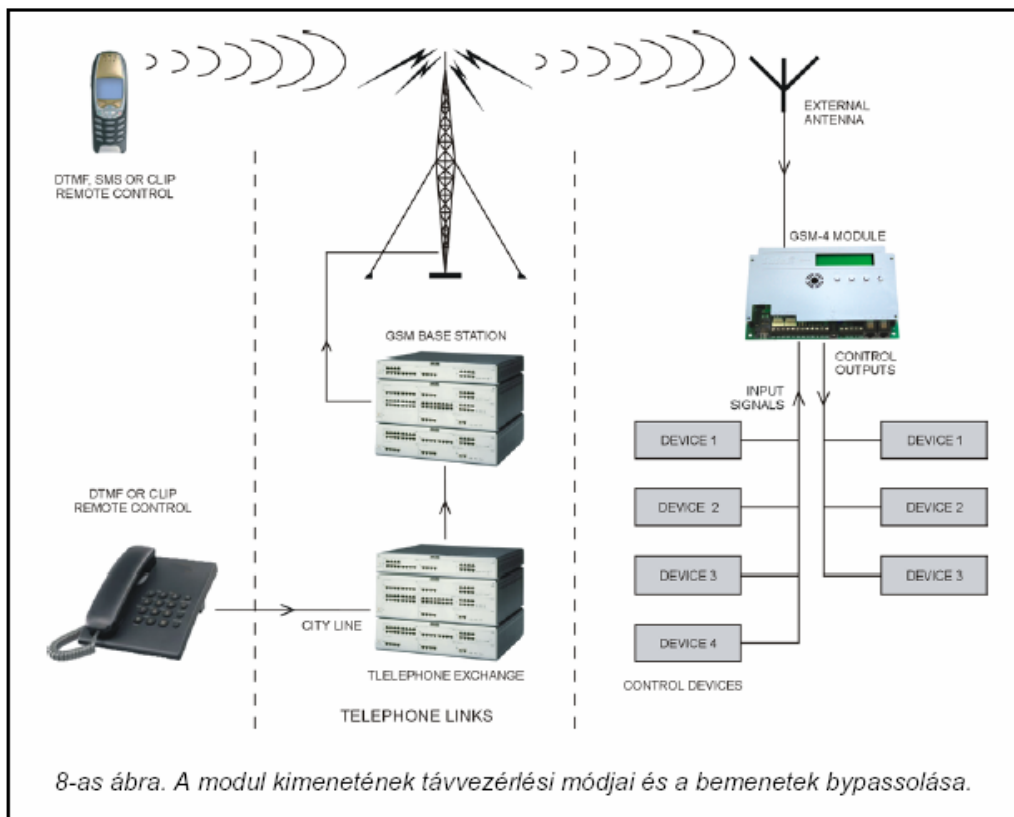 DTMF, SMS OR CLIP
REMOTE CONTROL
EXTERNAL
ANTENNA
GSM-4 MODULE
GSM BASE STATION
CONTROL
OUTPUTS
INPUT
SIGNALS
DEVICE 1
DEVICE 1
DEVICE 2
DEVICE 2
DEVICE 3
DEVICE 3
DEVICE 4
CONTROL DEVICES
DTMF OR CLIP
REMOTE CONTROL
CITY LINE
TLELEPHONE EXCHANGE
TELEPHONE LINKS
8-as ábra. A modul kimenetének távvezérlési módjai és a bemenetek bypassolása.